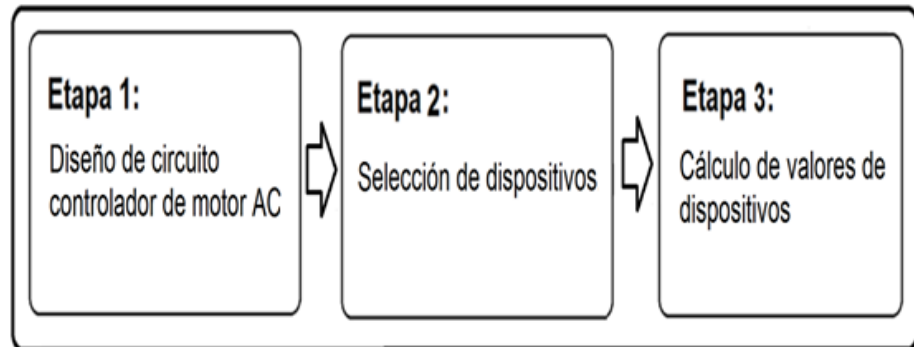 Etapa 1:
Diseño de circuito
controlador de motor AC
Etapa 2:
Selección de dispositivos
Etapa 3:
Cálculo de valores de
dispositivos